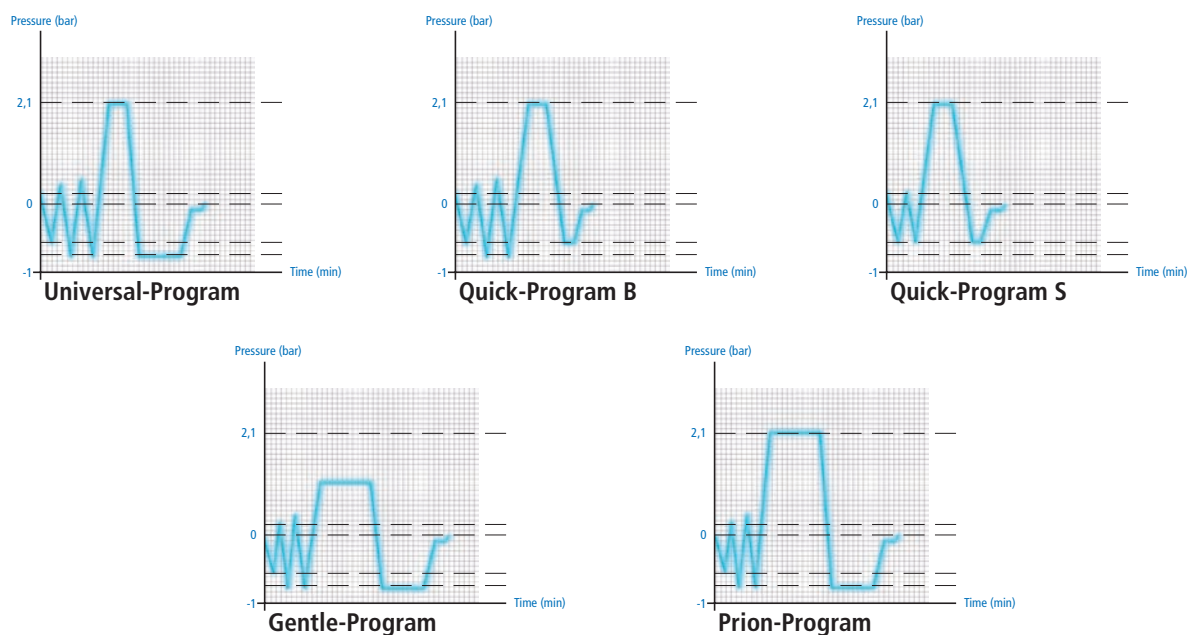 Pressure (bar)
2,1
0
-1
Time (min)
Universal-Program
Pressure (bar)
2,1
0
-1
Time (min)
Quick-Program B
Pressure (bar)
2,1
0
-1
Time (min)
Quick-Program S
Pressure (bar)
2,1
0
-1
Time (min)
Gentle-Program
Pressure (bar)
2,1
0
-1
Time (min)
Prion-Program